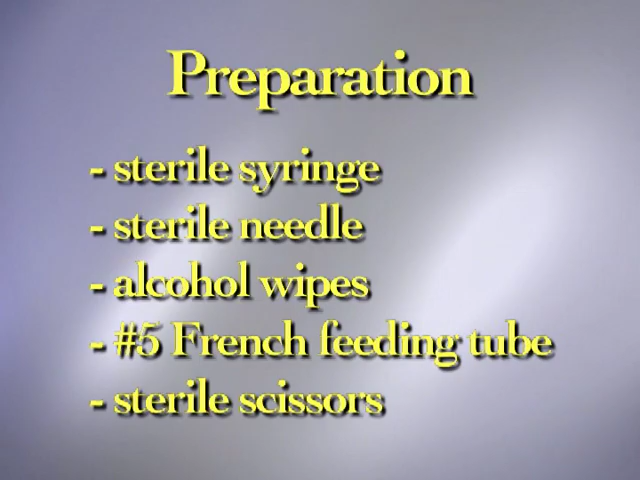 Preparation
- sterile syringe
- sterile needle
- alcohol wipes
- #5 French feeding tube
- sterile scissors